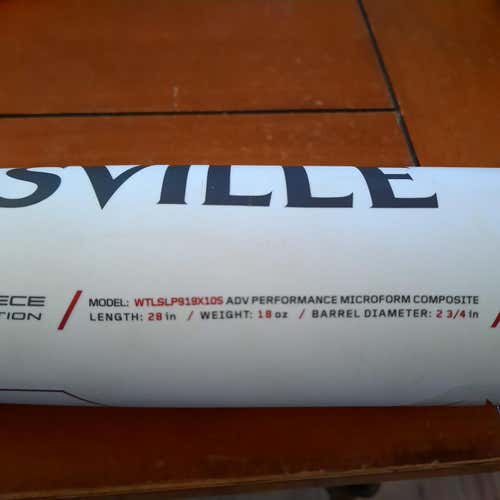 SVILLE
ECE
TION
MODEL: WTLSLP919X10S ADV PERFORMANCE MICROFORM COMPOSITE
LENGTH: 28 in / WEIGHT: 18 oz / BARREL DIAMETER: 2 3/4 in